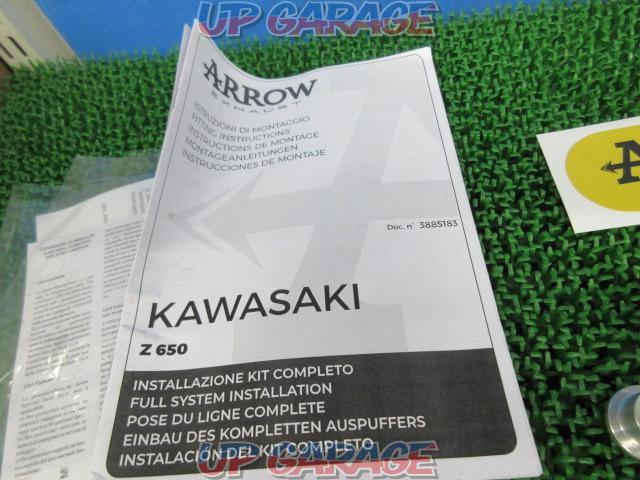 UP GARAGE
ARROW
EXHAUST
ISTRUZIONI DI MONTAGGIO
FITTING INSTRUCTIONS
INSTRUCTIONS DE MONTAGE
MONTAGEANLEITUNGEN
INSTRUCCIONES DE MONTAJE
Doc. n° 3885183
KAWASAKI
Z 650
INSTALLAZIONE KIT COMPLETO
FULL SYSTEM INSTALLATION
POSE DU LIGNE COMPLETE
EINBAU DES KOMPLETTEN AUSPUFFERS
INSTALACIÓN DEL KIT COMPLETO
UP GARAGE